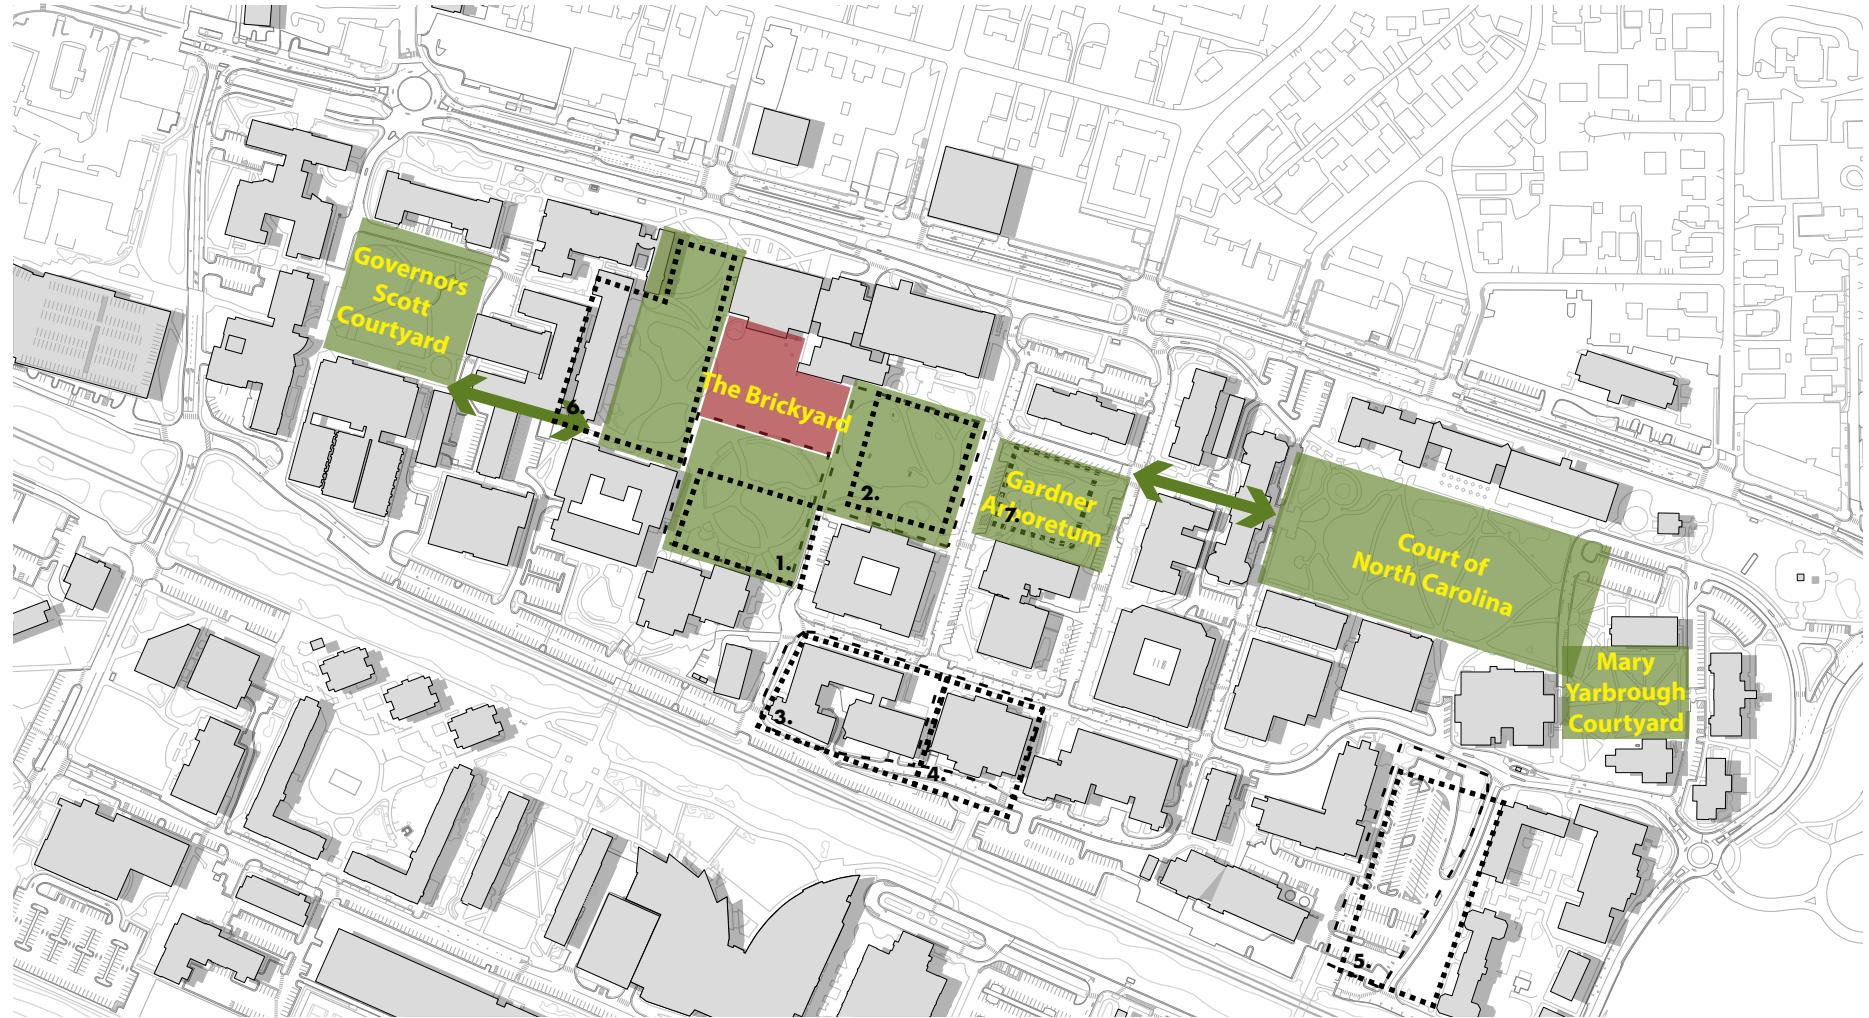 Governors
Scott
Courtyard
6.
The Brickyard
2.
1.
Gardner
Arboretum
7.
Court of
North Carolina
Mary
Yarbrough
Courtyard
3.
4.
5.